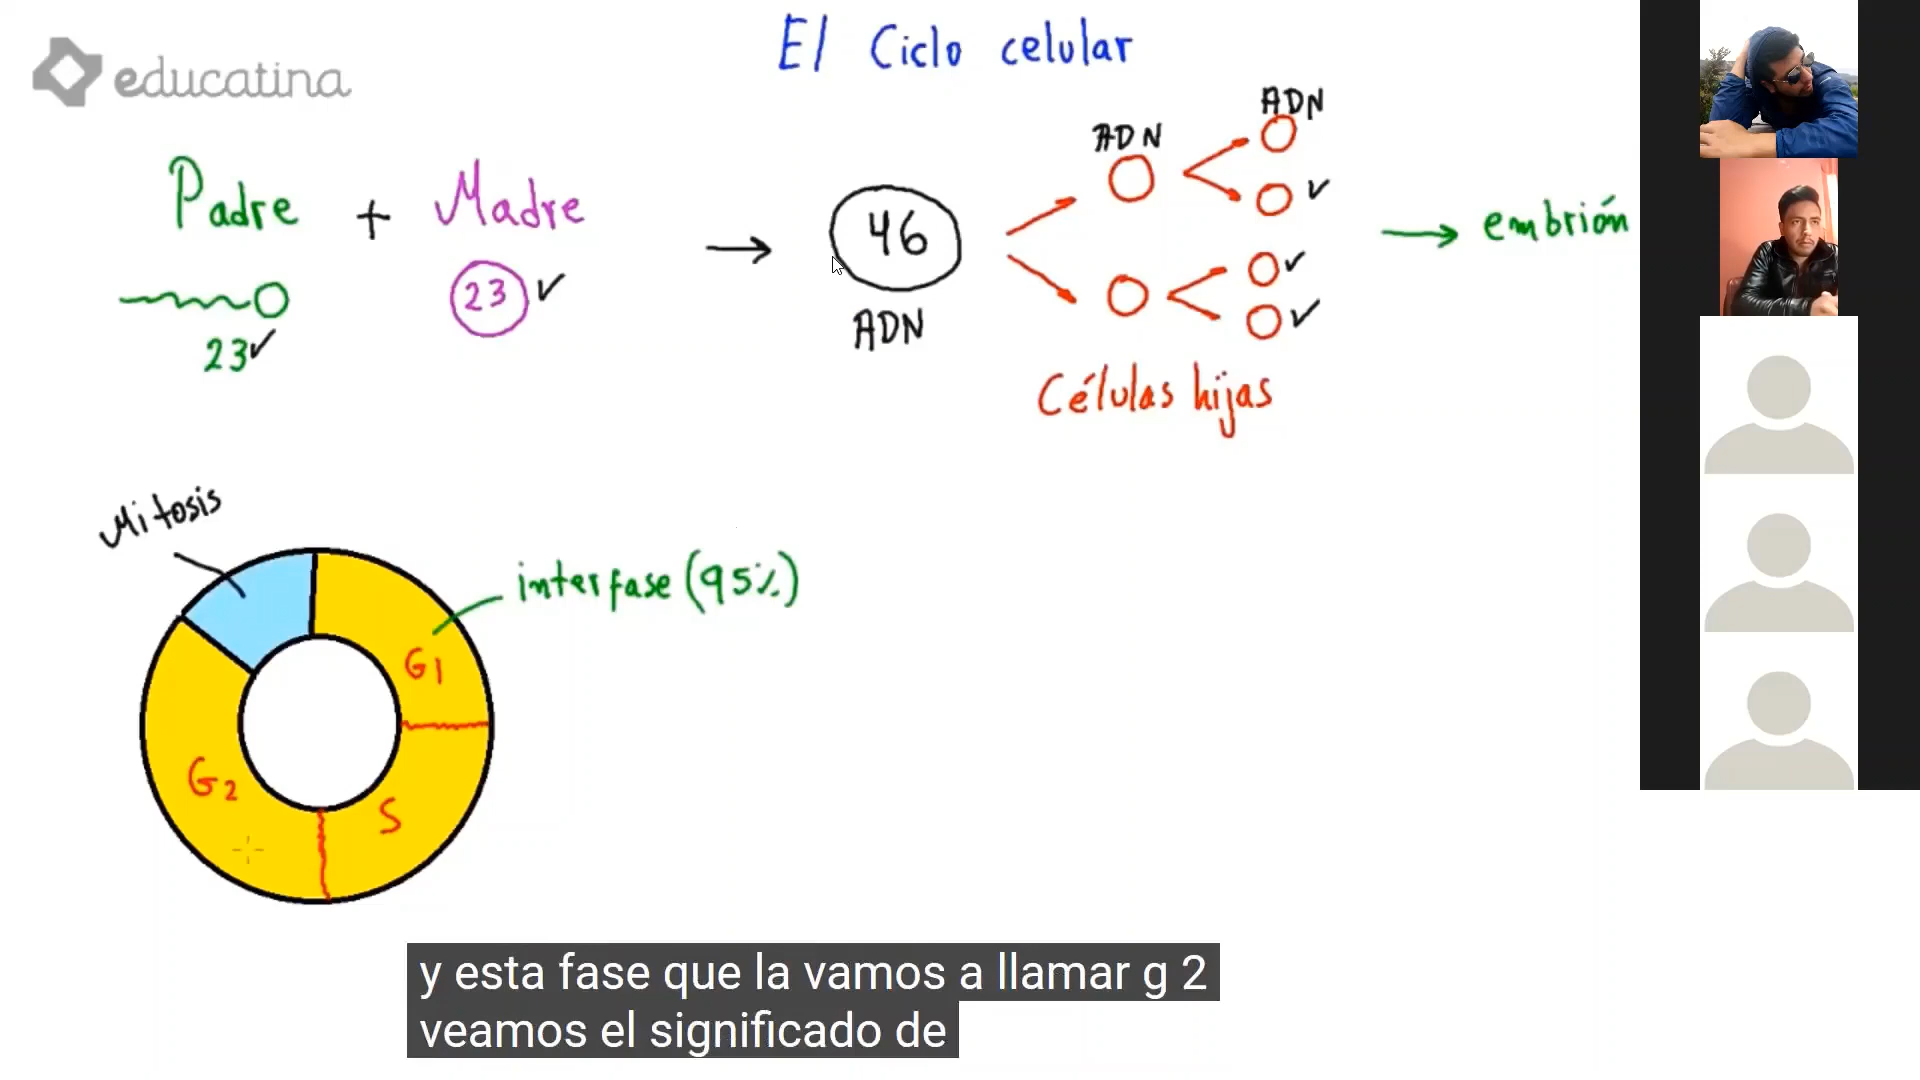 El Ciclo celular
educatina
Padre + Madre
23
23
46
ADN
ADN
ADN
Células hijas
embrión
Mitosis
interfase (95%)
G1
G2
S
y esta fase que la vamos a llamar g 2
veamos el significado de